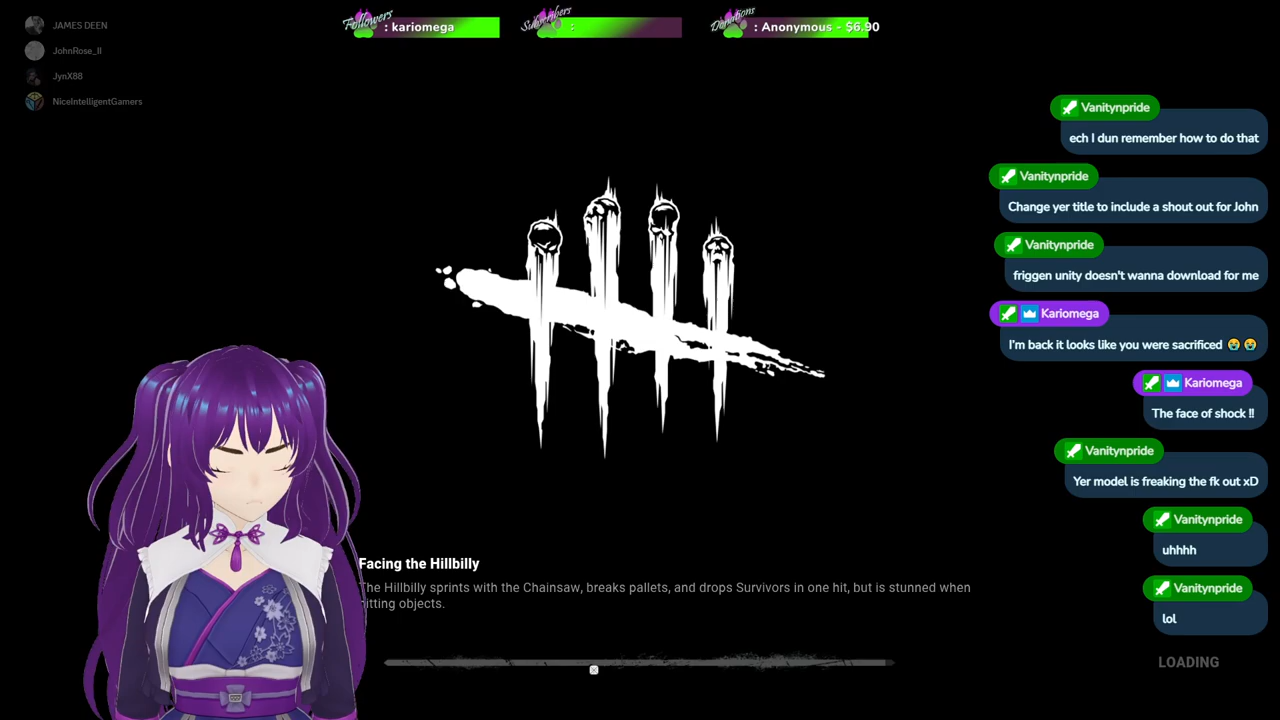 JAMES DEEN
JohnRose_II
JynX88
NiceIntelligentGamers
Followers : kariomega
Subscribers :
Donations : Anonymous - $6.90
Vanitynpride
ech I dun remember how to do that
Vanitynpride
Change yer title to include a shout out for John
Vanitynpride
friggen unity doesn't wanna download for me
Kariomega
I'm back it looks like you were sacrificed 😭 😭
Kariomega
The face of shock !!
Vanitynpride
Yer model is freaking the fk out xD
Vanitynpride
uhhhh
Vanitynpride
lol
Facing the Hillbilly
The Hillbilly sprints with the Chainsaw, breaks pallets, and drops Survivors in one hit, but is stunned when
hitting objects.
LOADING